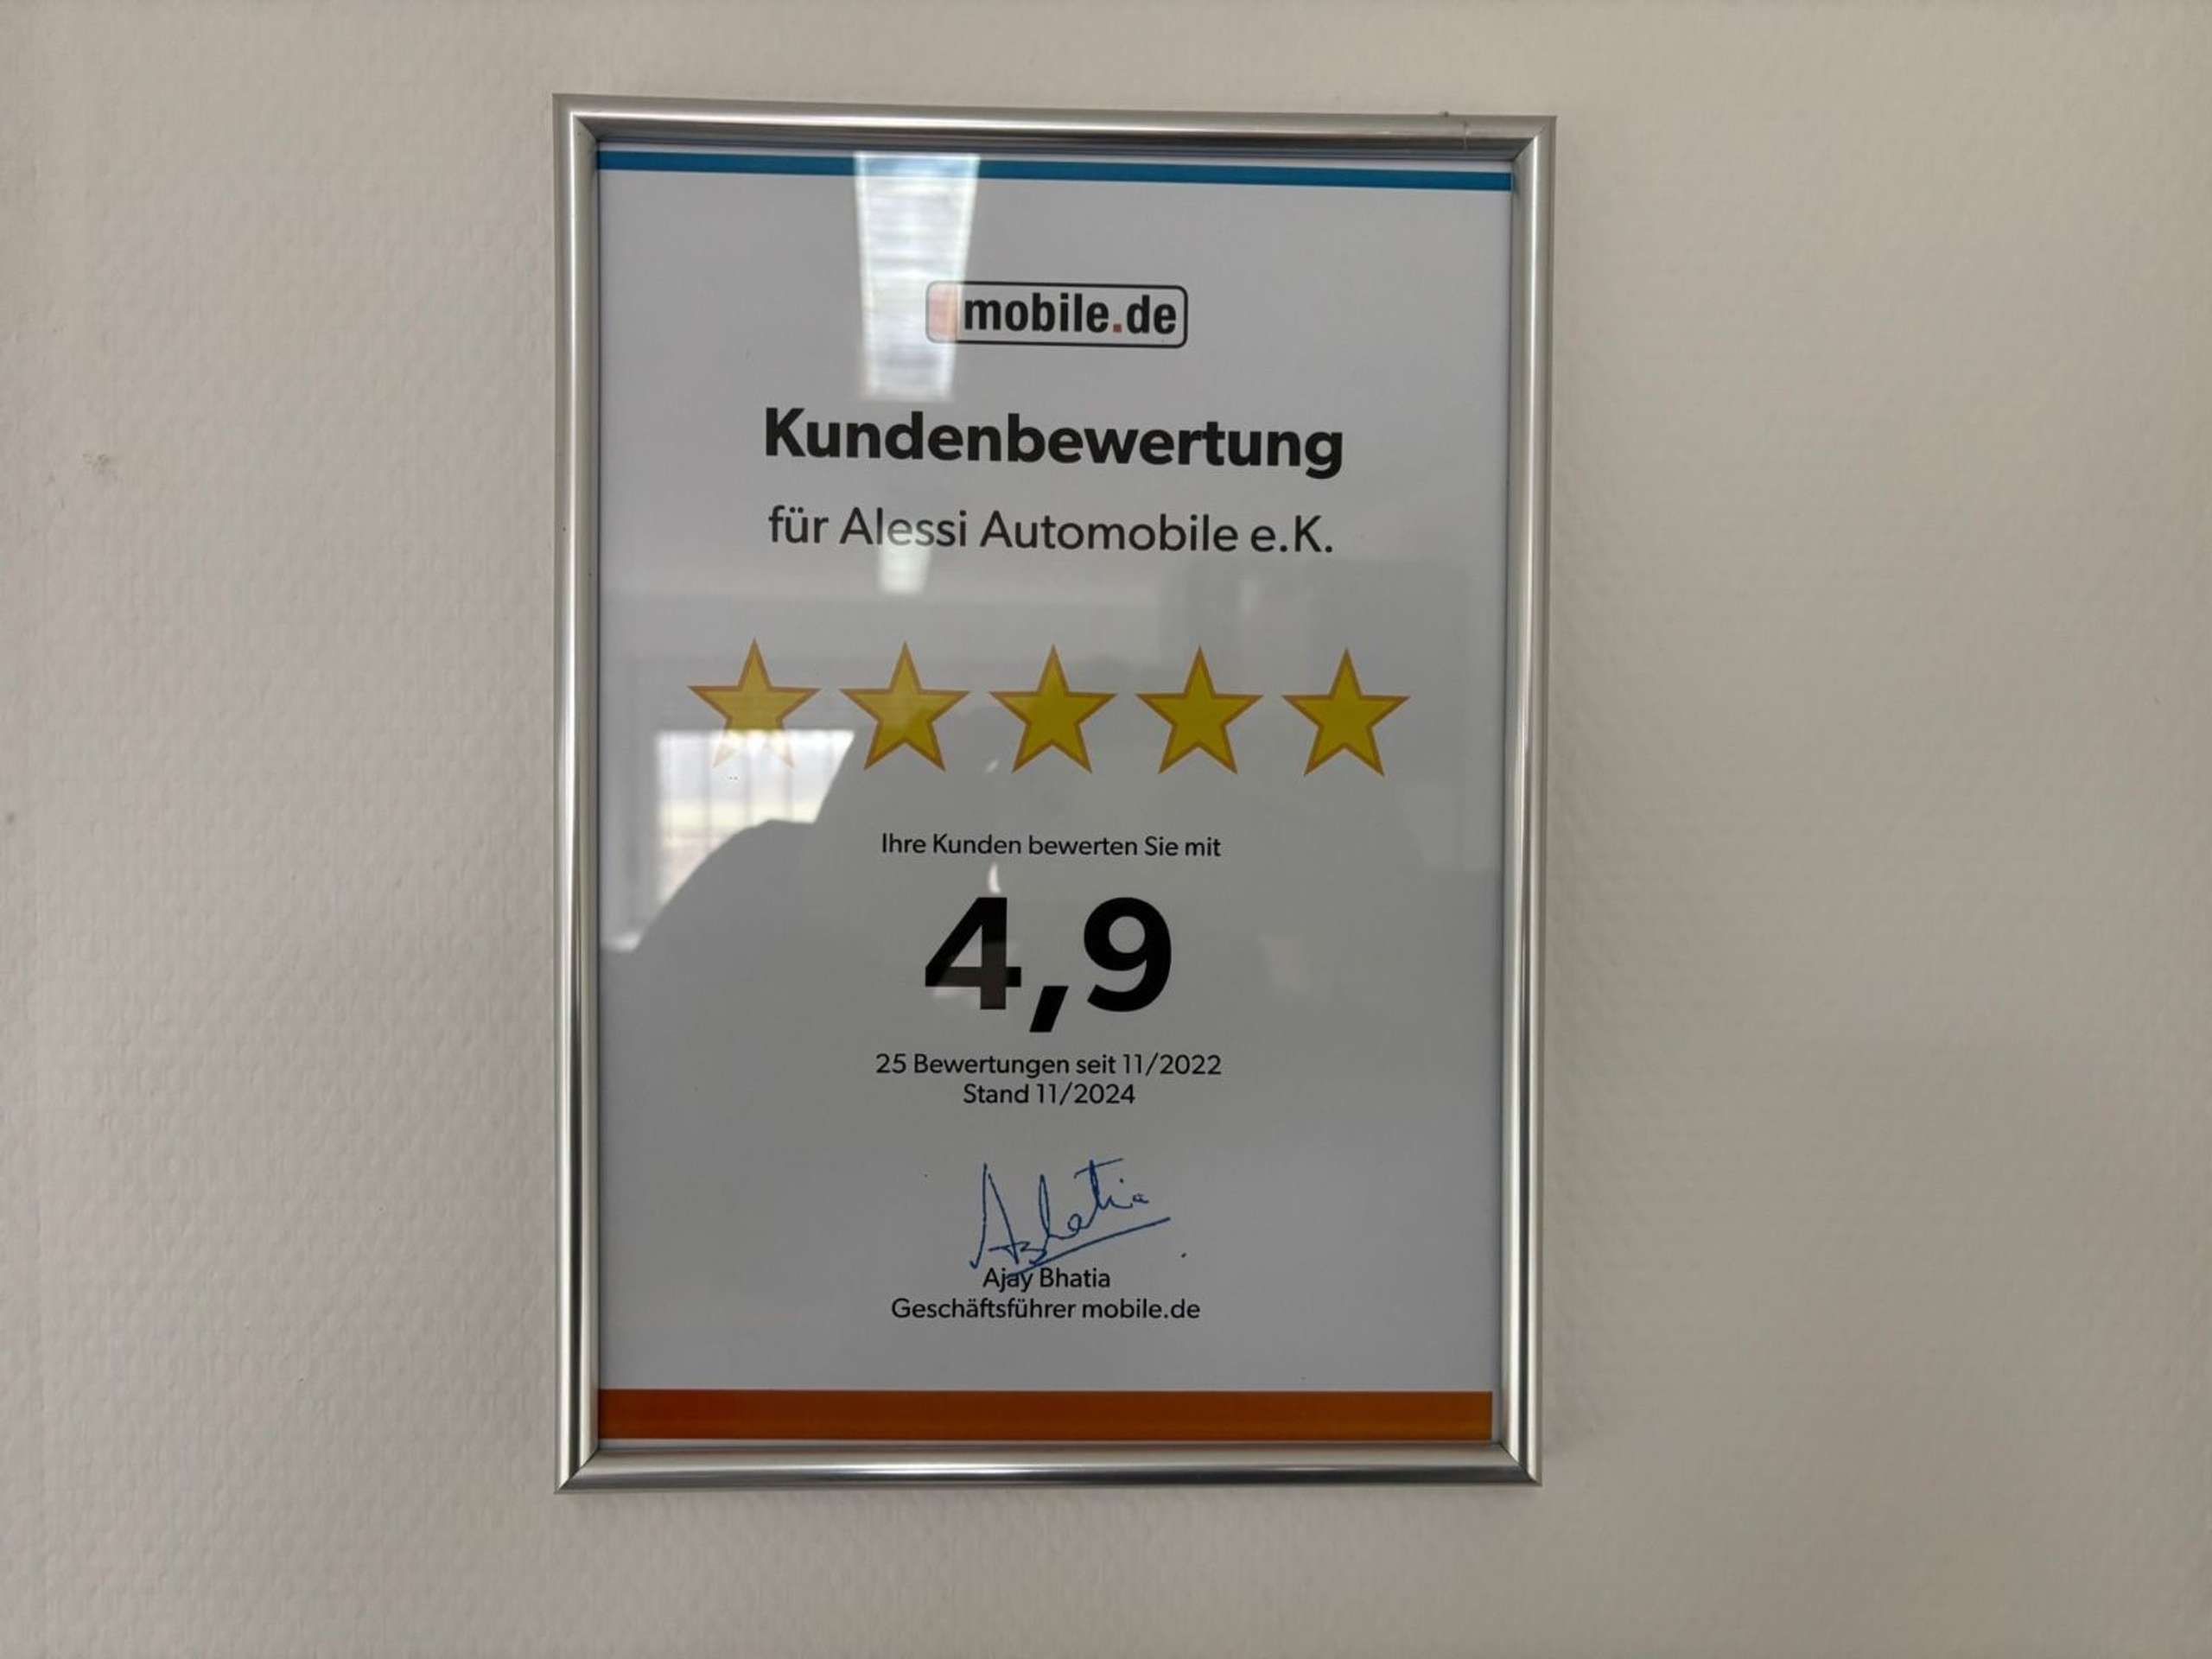 mobile.de
Kundenbewertung
für Alessi Automobile e.K.
Ihre Kunden bewerten Sie mit
4,9
25 Bewertungen seit 11/2022
Stand 11/2024
ABhatia
Ajay Bhatia
Geschäftsführer mobile.de